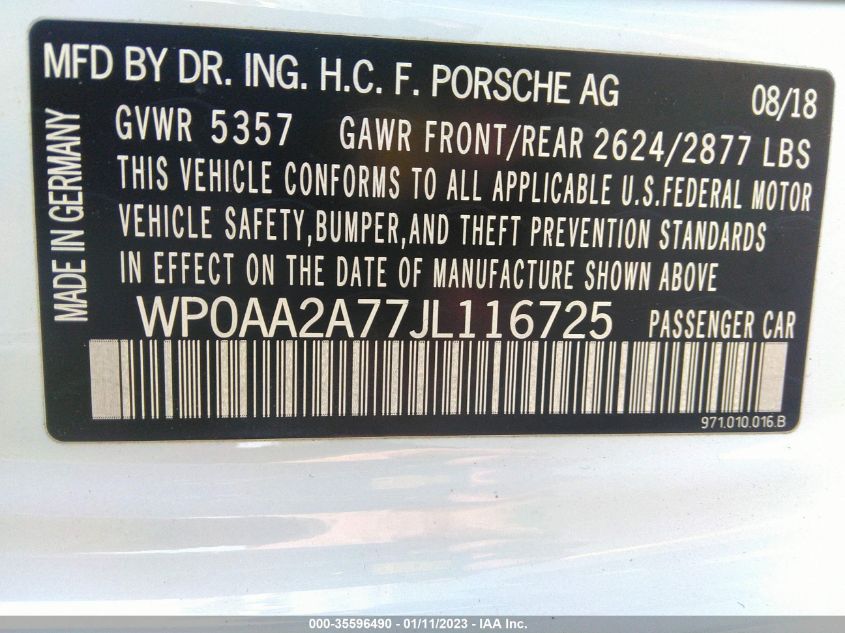 MFD BY DR. ING. H.C. F. PORSCHE AG 08/18
GVWR 5357 GAWR FRONT/REAR 2624/2877 LBS
THIS VEHICLE CONFORMS TO ALL APPLICABLE U.S.FEDERAL MOTOR
VEHICLE SAFETY,BUMPER,AND THEFT PREVENTION STANDARDS
IN EFFECT ON THE DATE OF MANUFACTURE SHOWN ABOVE
MADE IN GERMANY
WP0AA2A77JL116725 PASSENGER CAR
971.010.016.B
000-35596490 - 01/11/2023 - IAA Inc.